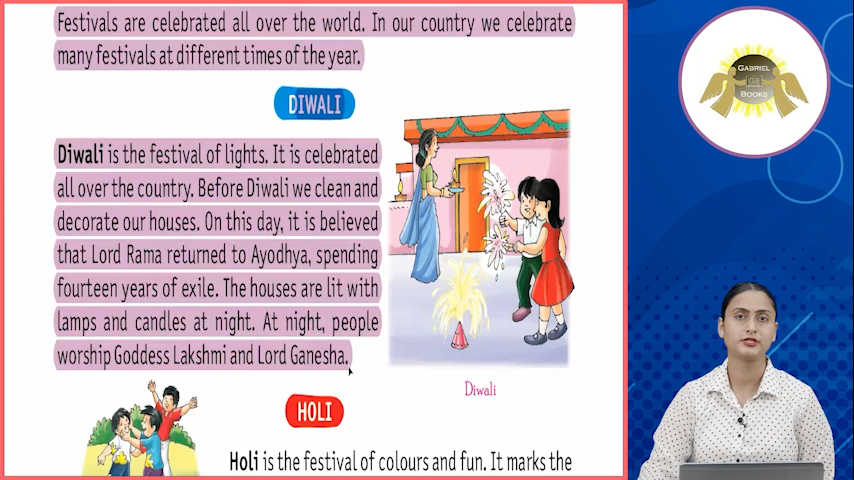 Festivals are celebrated all over the world. In our country we celebrate
many festivals at different times of the year.
DIWALI
Diwali is the festival of lights. It is celebrated
all over the country. Before Diwali we clean and
decorate our houses. On this day, it is believed
that Lord Rama returned to Ayodhya, spending
fourteen years of exile. The houses are lit with
lamps and candles at night. At night, people
worship Goddess Lakshmi and Lord Ganesha.
Diwali
HOLI
Holi is the festival of colours and fun. It marks the
GABRIEL
BOOKS